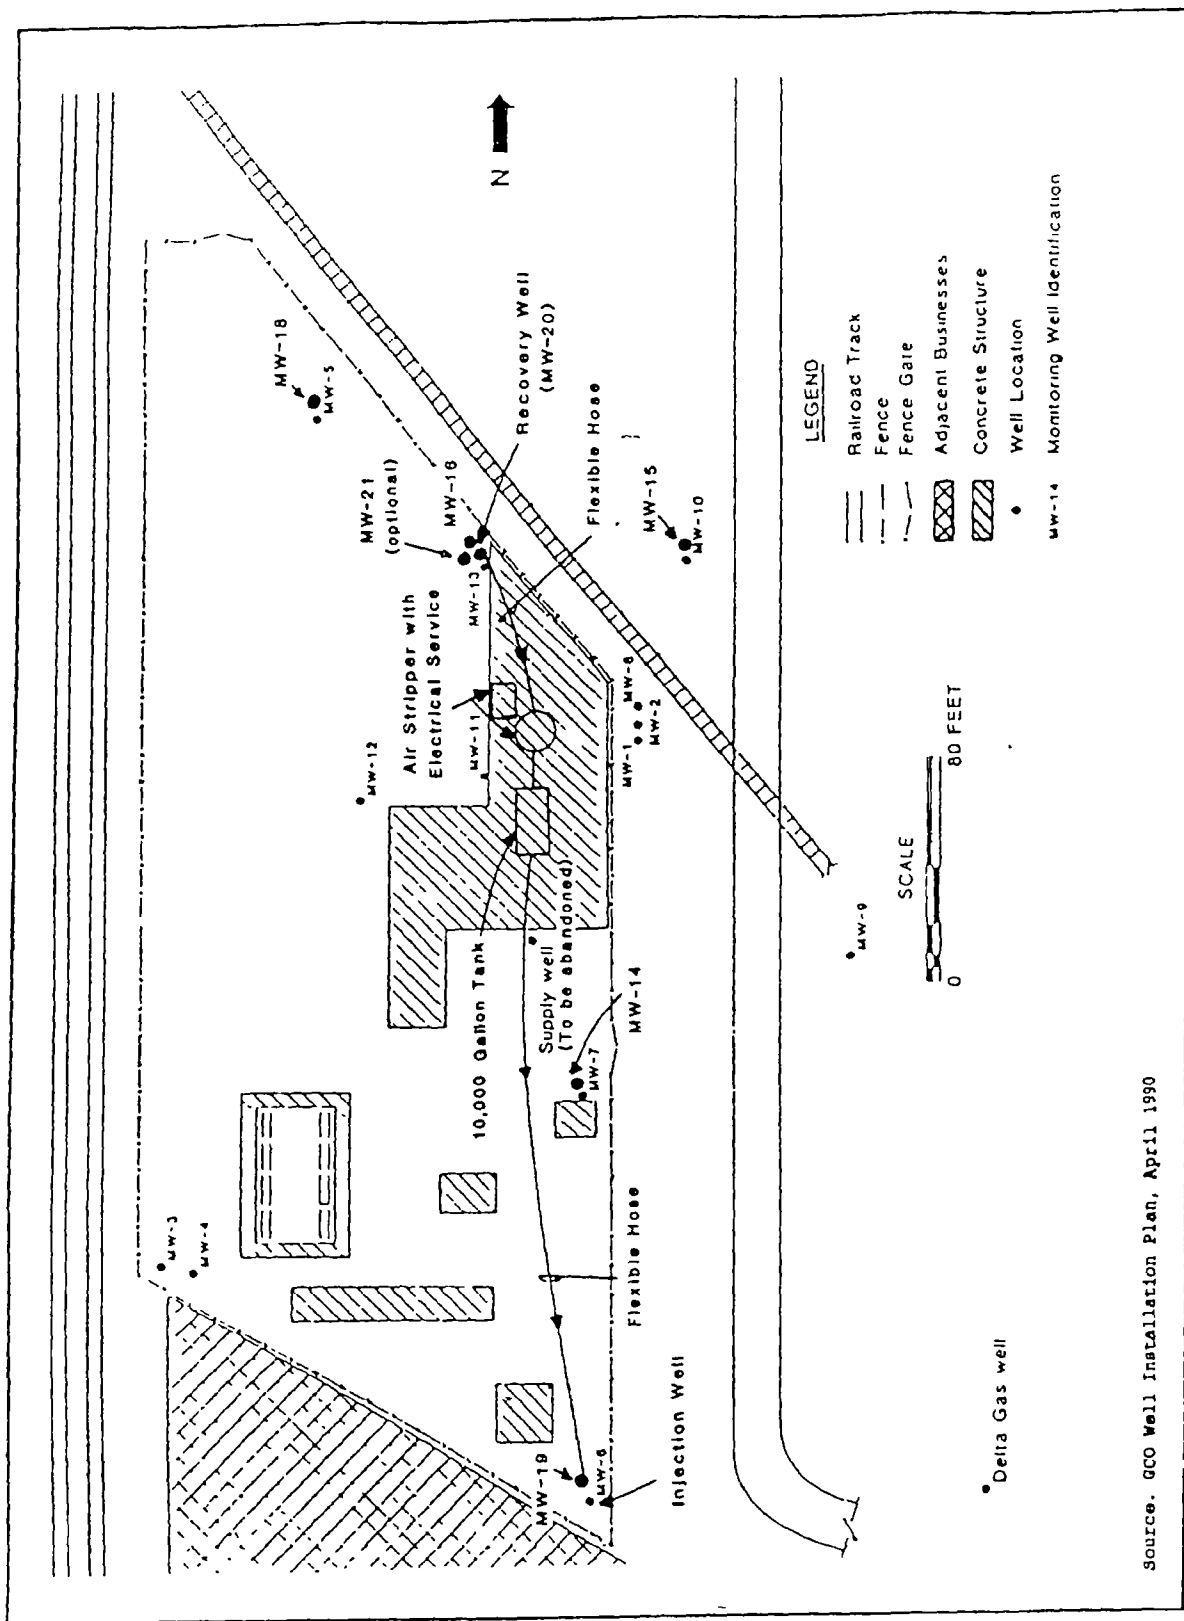 N
MW-18
MW-5
Recovery Well
(MW-20)
MW-21
(optional)
MW-16
Flexible Hose
MW-13
MW-15
MW-10
Air Stripper with
Electrical Service
MW-11
MW-12
MW-1
MW-2
MW-8
10,000 Gallon Tank
Supply well
(To be abandoned)
MW-14
MW-7
MW-9
MW-3
MW-4
Flexible Hose
MW-19
MW-6
Injection Well
Delta Gas well
SCALE
0
80 FEET
LEGEND
Railroad Track
Fence
Fence Gate
Adjacent Businesses
Concrete Structure
Well Location
MW-14 Monitoring Well Identification
Source. GCO Well Installation Plan, April 1990